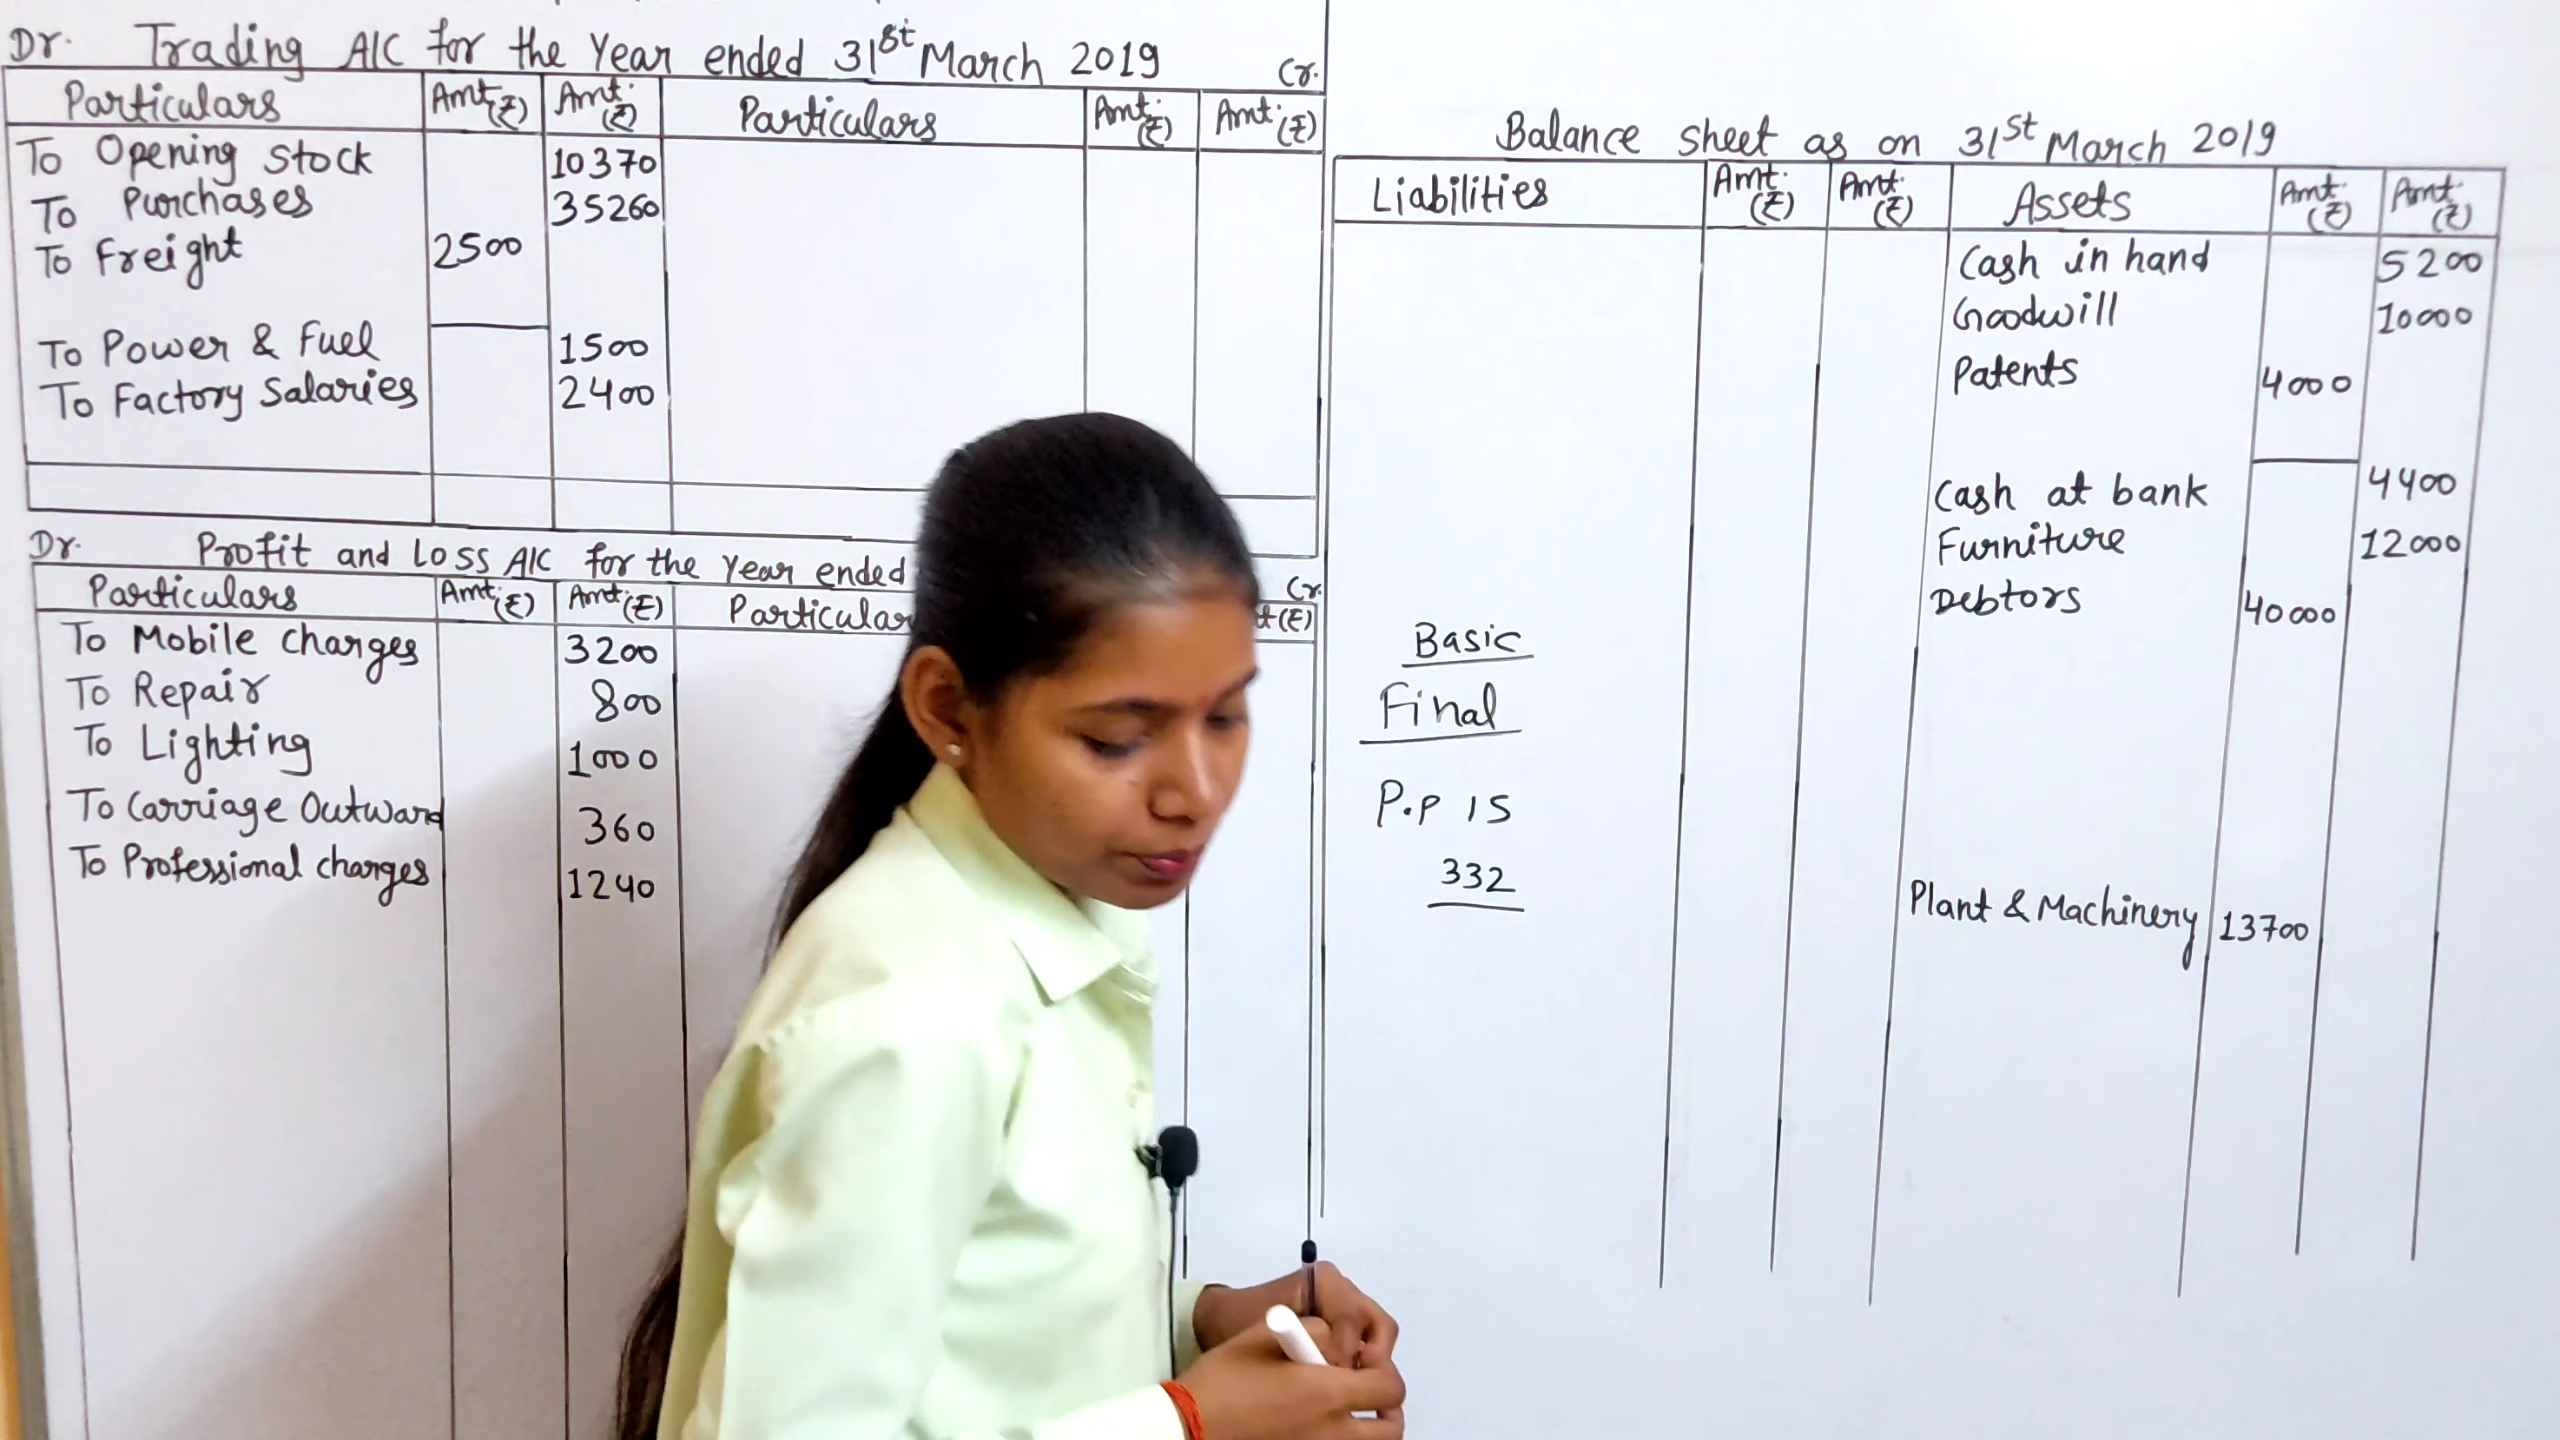 Dr. Trading A/C for the Year ended 31st March 2019 Cr.
Particulars Amt.(₹) Amt.(₹) Particulars Amt.(₹) Amt.(₹)
To Opening Stock 10370
To Purchases 35260
To Freight 2500
To Power & Fuel 1500
To Factory Salaries 2400
Dr. Profit and Loss A/C for the Year ended Cr.
Particulars Amt.(₹) Amt.(₹) Particular t(₹)
To Mobile charges 3200
To Repair 800
To Lighting 1000
To Carriage Outward 360
To Professional charges 1240
Balance Sheet as on 31st March 2019
Liabilities Amt.(₹) Amt.(₹) Assets Amt.(₹) Amt.(₹)
Cash in hand 5200
Goodwill 10000
Patents 4000
Cash at bank 4400
Furniture 12000
Debtors 40000
Plant & Machinery 13700
Basic
Final
P.P 15
332